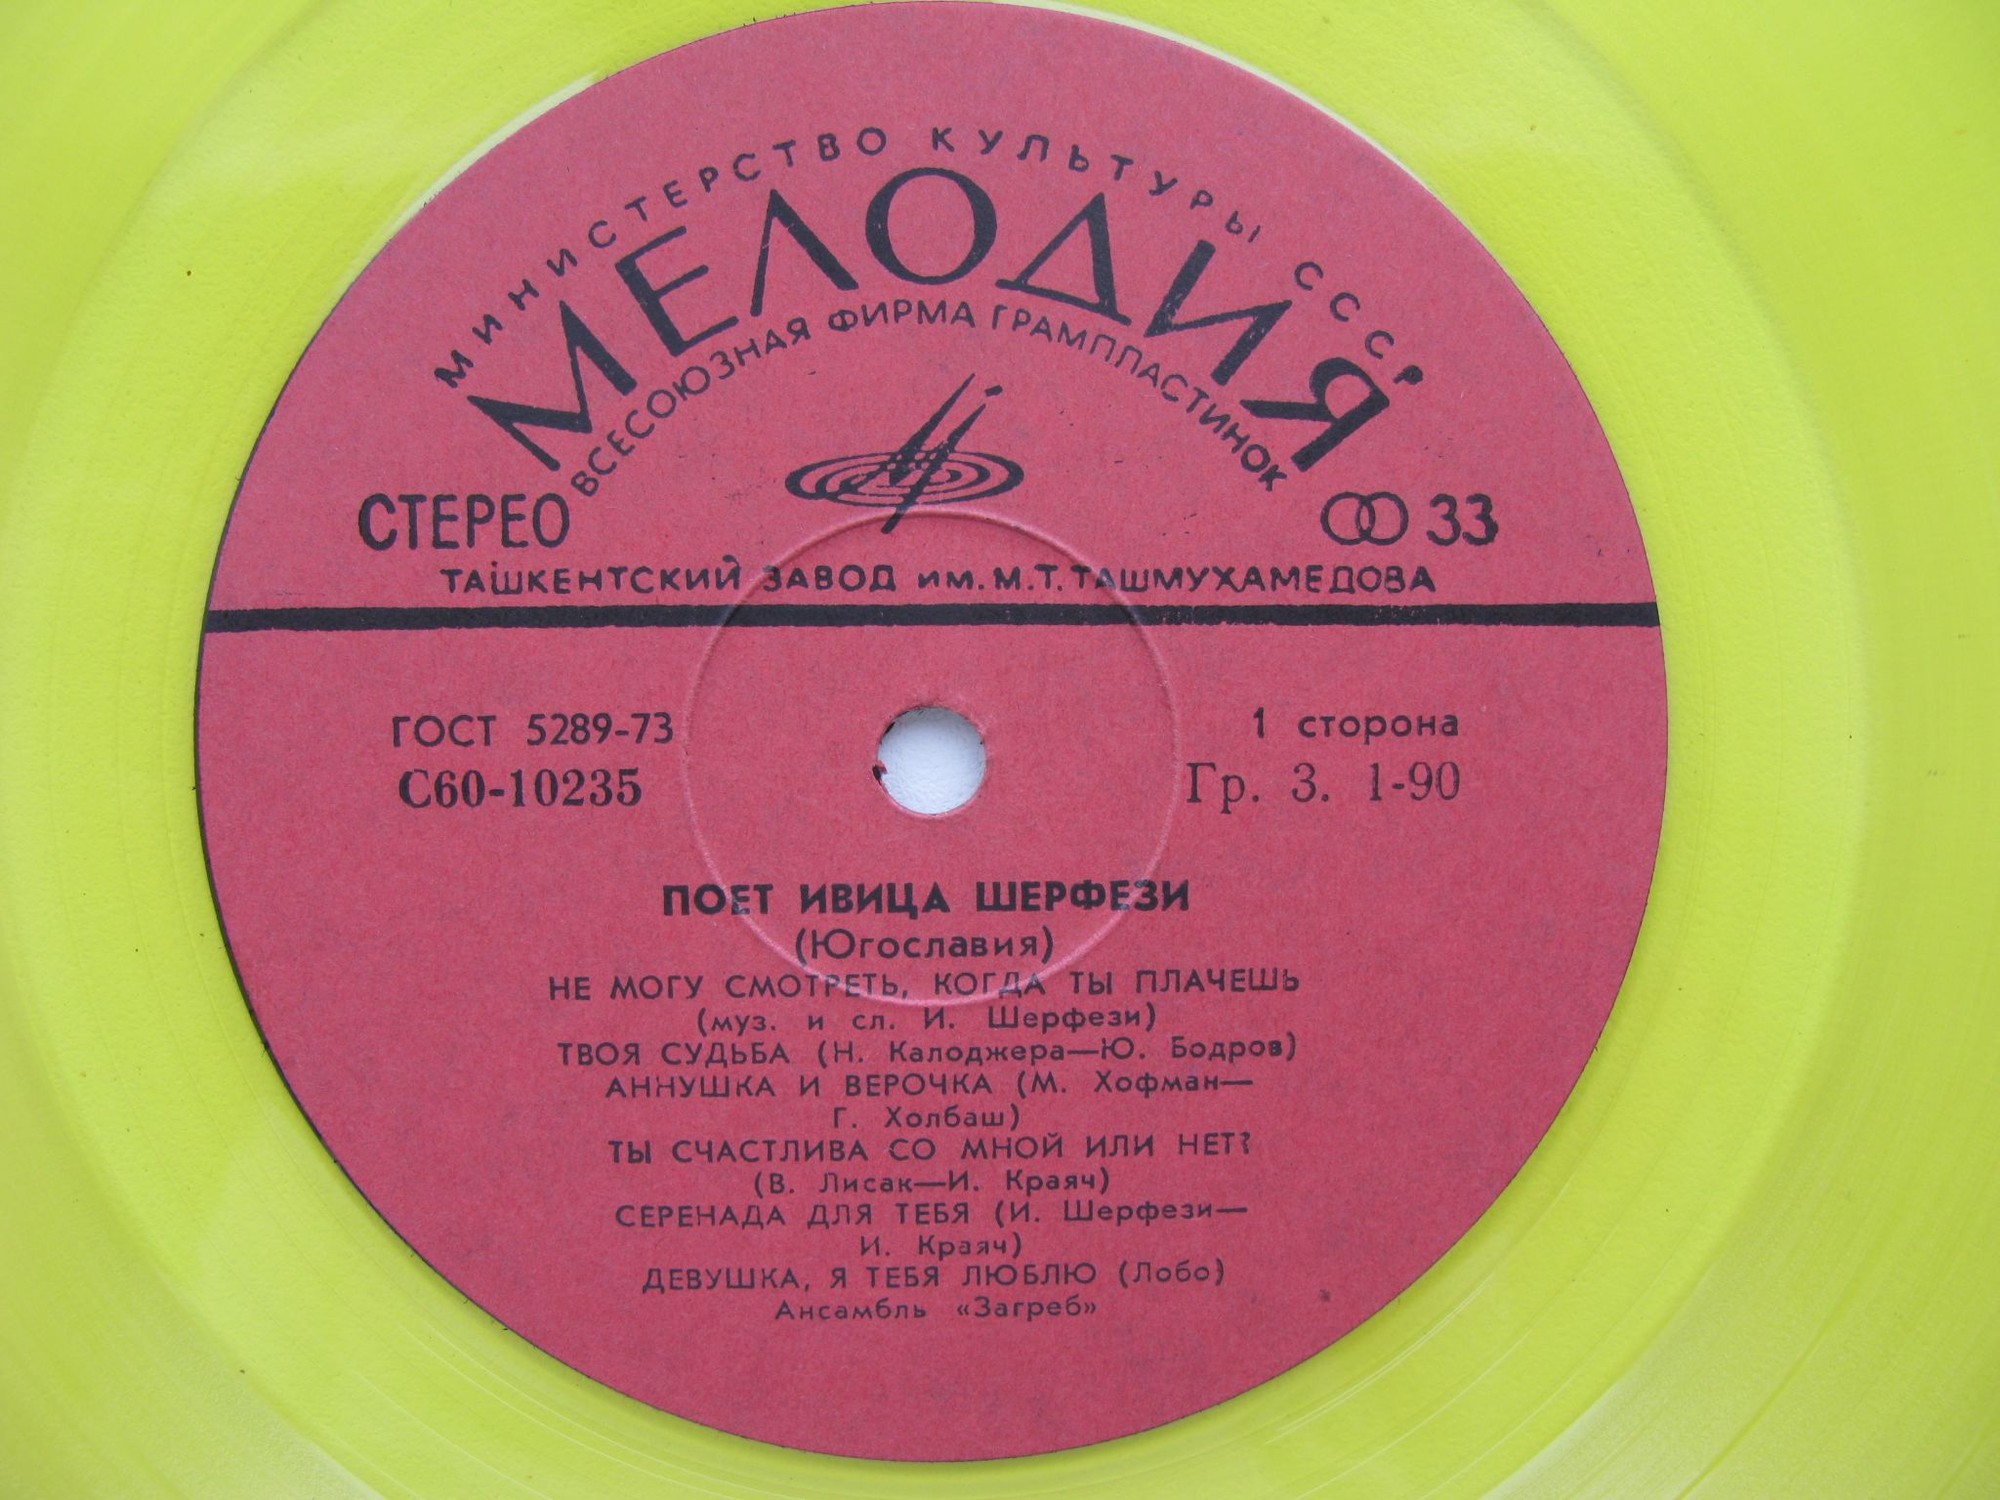 МИНИСТЕРСТВО КУЛЬТУРЫ СССР
МЕЛОДИЯ
ВСЕСОЮЗНАЯ ФИРМА ГРАМПЛАСТИНОК
СТЕРЕО 33
ТАШКЕНТСКИЙ ЗАВОД им. М.Т.ТАШМУХАМЕДОВА
ГОСТ 5289-73 1 сторона
С60-10235 Гр. 3. 1-90
ПОЕТ ИВИЦА ШЕРФЕЗИ
(Югославия)
НЕ МОГУ СМОТРЕТЬ, КОГДА ТЫ ПЛАЧЕШЬ
(муз. и сл. И. Шерфези)
ТВОЯ СУДЬБА (Н. Калоджера—Ю. Бодров)
АННУШКА И ВЕРОЧКА (М. Хофман—
Г. Холбаш)
ТЫ СЧАСТЛИВА СО МНОЙ ИЛИ НЕТ?
(В. Лисак—И. Краяч)
СЕРЕНАДА ДЛЯ ТЕБЯ (И. Шерфези—
И. Краяч)
ДЕВУШКА, Я ТЕБЯ ЛЮБЛЮ (Лобо)
Ансамбль «Загреб»